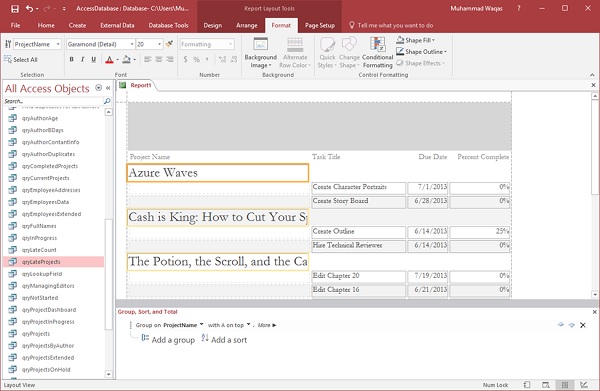 AccessDatabase : Database- C:\Users\Mu...
Report Layout Tools
Muhammad Waqas
File Home Create External Data Database Tools Design Arrange Format Page Setup Tell me what you want to do
ProjectName Garamond (Detail) 20 Formatting Shape Fill
Select All B I U A $ % Background Image Alternate Row Color Quick Styles Change Shape Conditional Formatting Shape Outline
Shape Effects
Selection Font Number Background Control Formatting
All Access Objects
Search...
qryAuthorAge
qryAuthorBDays
qryAuthorContantInfo
qryAuthorDuplicates
qryCompletedProjects
qryCurrentProjects
qryEmployeeAddresses
qryEmployeesData
qryEmployeesExtended
qryFullNames
qryInProgress
qryLateCount
qryLateProjects
qryLookupField
qryManagingEditors
qryNotStarted
qryProjectDashboard
qryProjectInProgress
qryProjects
qryProjectsByAuthor
qryProjectsExtended
qryProjectsOnHold
Report1
Project Name Task Title Due Date Percent Complete
Azure Waves
Create Character Portraits 7/1/2013 0%
Create Story Board 6/28/2013 0%
Cash is King: How to Cut Your Sp
Create Outline 6/14/2013 25%
Hire Technical Reviewer 6/14/2013 0%
The Potion, the Scroll, and the Ca
Edit Chapter 20 7/19/2013 0%
Edit Chapter 16 6/21/2013 0%
Group, Sort, and Total
Group on ProjectName with A on top , More
Add a group Add a sort
Layout View
Num Lock